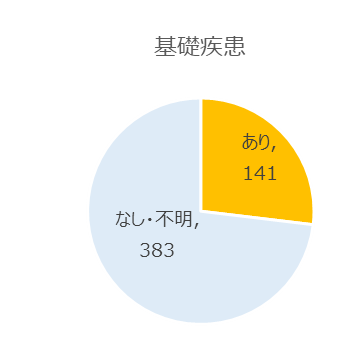 基礎疾患
あり,
141
なし・不明,
383